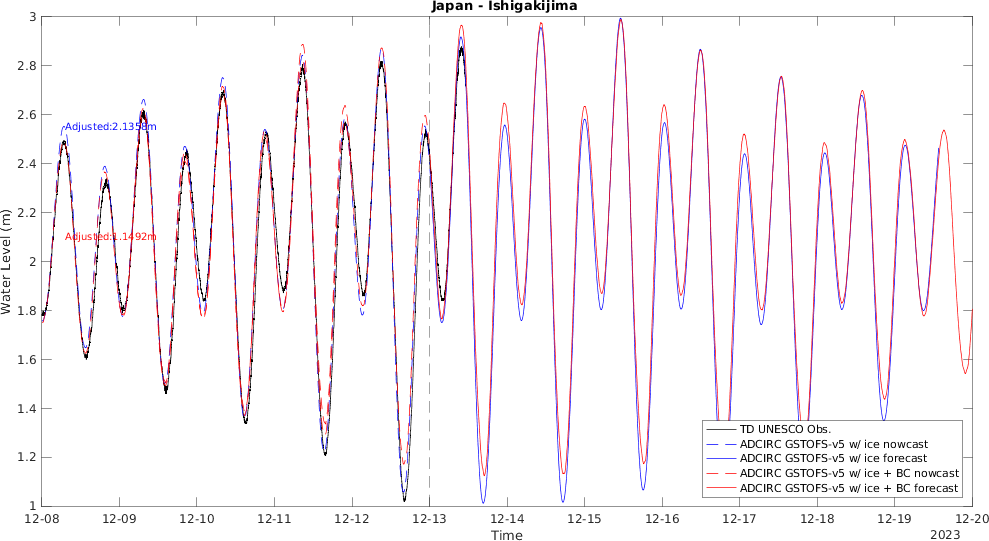 Japan - Ishigakijima
Water Level (m)
3
2.8
2.6
2.4
2.2
2
1.8
1.6
1.4
1.2
1
Adjusted:2.1358m
Adjusted:1.1492m
TD UNESCO Obs.
ADCIRC GSTOFS-v5 w/ ice nowcast
ADCIRC GSTOFS-v5 w/ ice forecast
ADCIRC GSTOFS-v5 w/ ice + BC nowcast
ADCIRC GSTOFS-v5 w/ ice + BC forecast
12-08 12-09 12-10 12-11 12-12 12-13 12-14 12-15 12-16 12-17 12-18 12-19 12-20
Time
2023